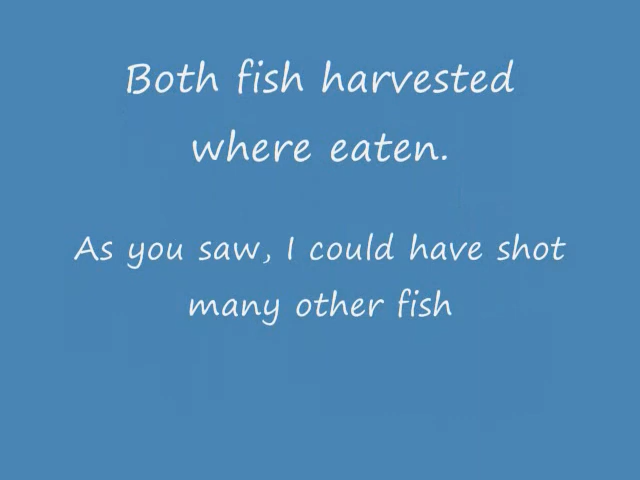 Both fish harvested
where eaten.
As you saw, I could have shot
many other fish